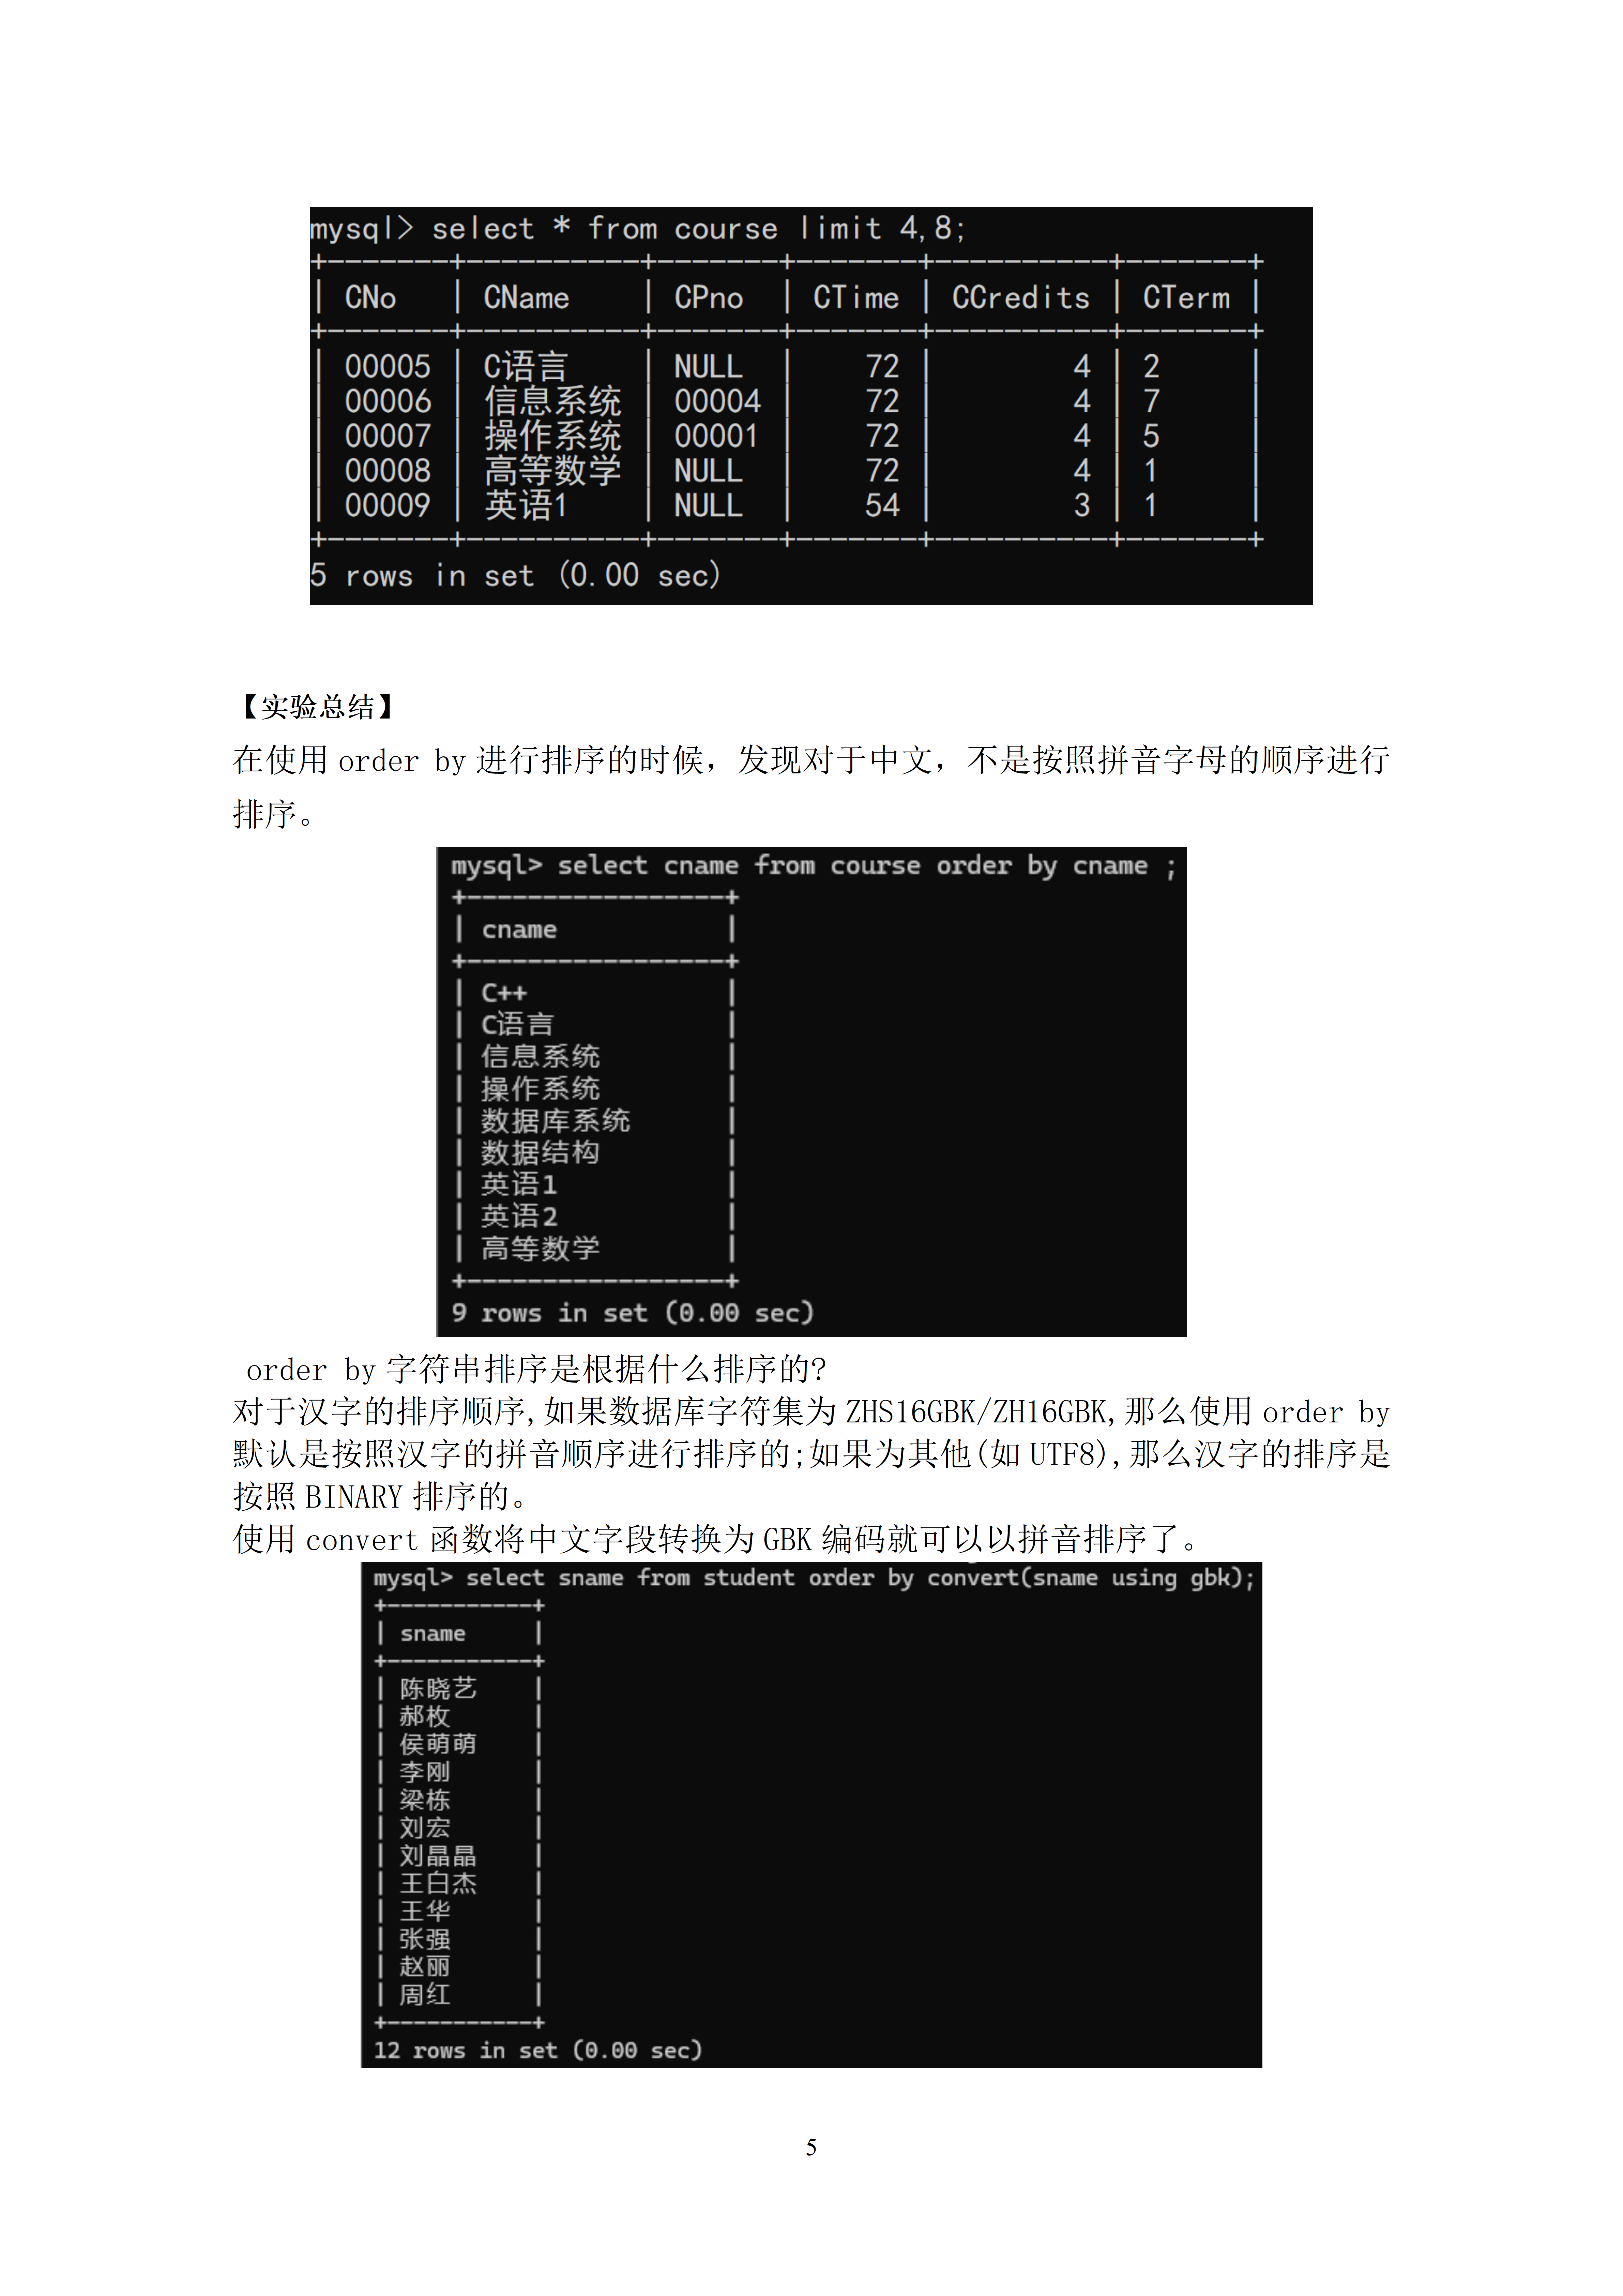 mysql> select * from course limit 4,8;
+-------+----------+-------+-------+----------+-------+
| CNo   | CName    | CPno  | CTime | CCredits | CTerm |
+-------+----------+-------+-------+----------+-------+
| 00005 | C语言    | NULL  |    72 |        4 | 2     |
| 00006 | 信息系统 | 00004 |    72 |        4 | 7     |
| 00007 | 操作系统 | 00001 |    72 |        4 | 5     |
| 00008 | 高等数学 | NULL  |    72 |        4 | 1     |
| 00009 | 英语1    | NULL  |    54 |        3 | 1     |
+-------+----------+-------+-------+----------+-------+
5 rows in set (0.00 sec)
【实验总结】
在使用 order by 进行排序的时候，发现对于中文，不是按照拼音字母的顺序进行
排序。
mysql> select cname from course order by cname ;
+-----------------+
| cname           |
+-----------------+
| C++             |
| C语言           |
| 信息系统        |
| 操作系统        |
| 数据库系统      |
| 数据结构        |
| 英语1           |
| 英语2           |
| 高等数学        |
+-----------------+
9 rows in set (0.00 sec)
order by 字符串排序是根据什么排序的?
对于汉字的排序顺序,如果数据库字符集为 ZHS16GBK/ZH16GBK,那么使用 order by
默认是按照汉字的拼音顺序进行排序的;如果为其他(如 UTF8),那么汉字的排序是
按照 BINARY 排序的。
使用 convert 函数将中文字段转换为 GBK 编码就可以以拼音排序了。
mysql> select sname from student order by convert(sname using gbk);
+-----------+
| sname     |
+-----------+
| 陈晓艺    |
| 郝枚      |
| 侯萌萌    |
| 李刚      |
| 梁栋      |
| 刘宏      |
| 刘晶晶    |
| 王白杰    |
| 王华      |
| 张强      |
| 赵丽      |
| 周红      |
+-----------+
12 rows in set (0.00 sec)
5